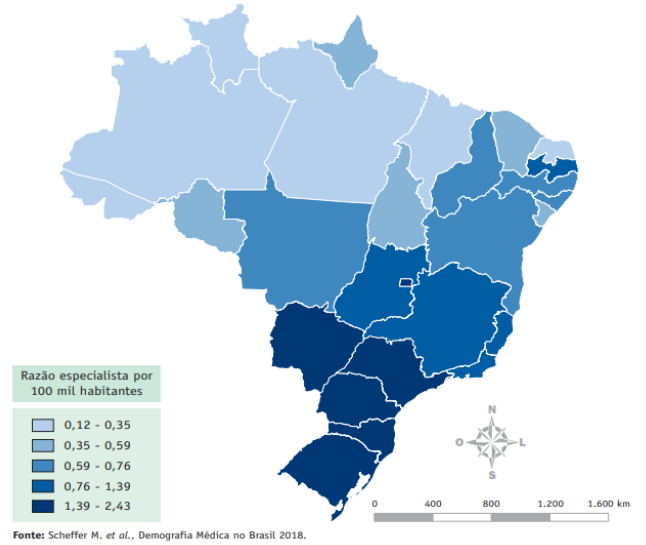 Razão especialista por
100 mil habitantes
0,12 - 0,35
0,35 - 0,59
0,59 - 0,76
0,76 - 1,39
1,39 - 2,43
N
O
L
S
0 400 800 1.200 1.600 km
Fonte: Scheffer M. et al., Demografia Médica no Brasil 2018.